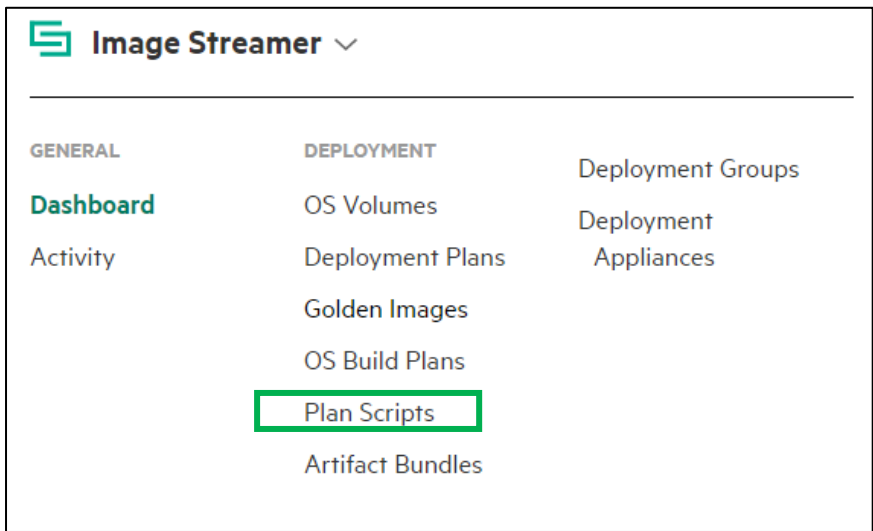 Image Streamer
GENERAL
Dashboard
Activity
DEPLOYMENT
OS Volumes
Deployment Plans
Golden Images
OS Build Plans
Plan Scripts
Artifact Bundles
Deployment Groups
Deployment
Appliances